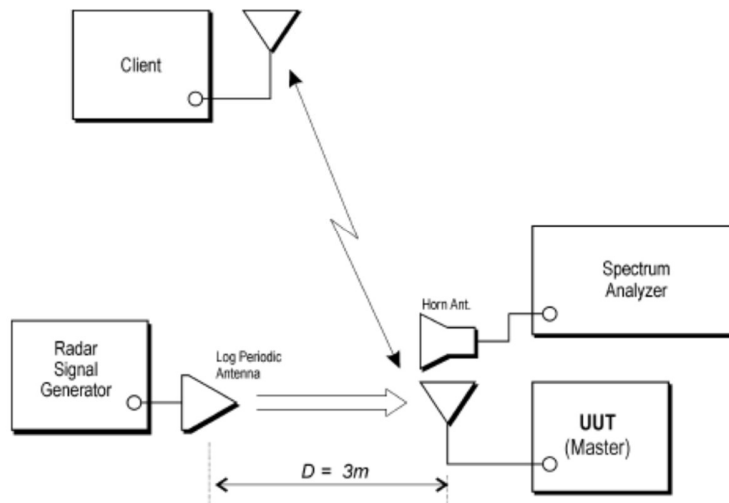 Client
Spectrum
Analyzer
Horn Ant.
Radar
Signal
Generator
Log Periodic
Antenna
UUT
(Master)
D = 3m